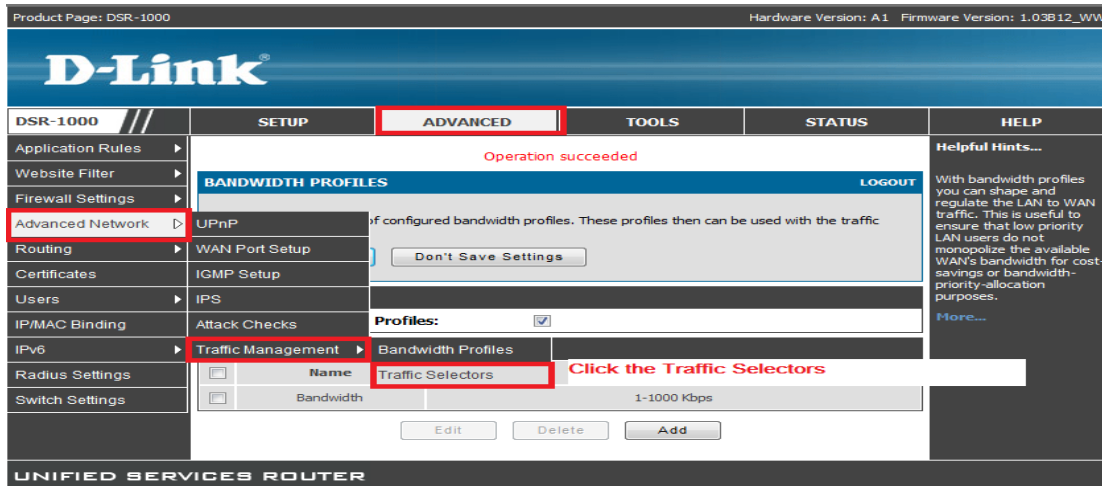 Product Page: DSR-1000 Hardware Version: A1 Firmware Version: 1.03B12_WW
D-Link®
DSR-1000 SETUP ADVANCED TOOLS STATUS HELP
Application Rules
Website Filter
Firewall Settings
Advanced Network
Routing
Certificates
Users
IP/MAC Binding
IPv6
Radius Settings
Switch Settings
UPnP
WAN Port Setup
IGMP Setup
IPS
Attack Checks
Traffic Management
Bandwidth Profiles
Traffic Selectors
Operation succeeded
BANDWIDTH PROFILES LOGOUT
of configured bandwidth profiles. These profiles then can be used with the traffic
Don't Save Settings
Profiles:
Click the Traffic Selectors
Name
Bandwidth 1-1000 Kbps
Edit Delete Add
Helpful Hints...
With bandwidth profiles
you can shape and
regulate the LAN to WAN
traffic. This is useful to
ensure that low priority
LAN users do not
monopolize the available
WAN's bandwidth for cost-
savings or bandwidth-
priority-allocation
purposes.
More...
UNIFIED SERVICES ROUTER